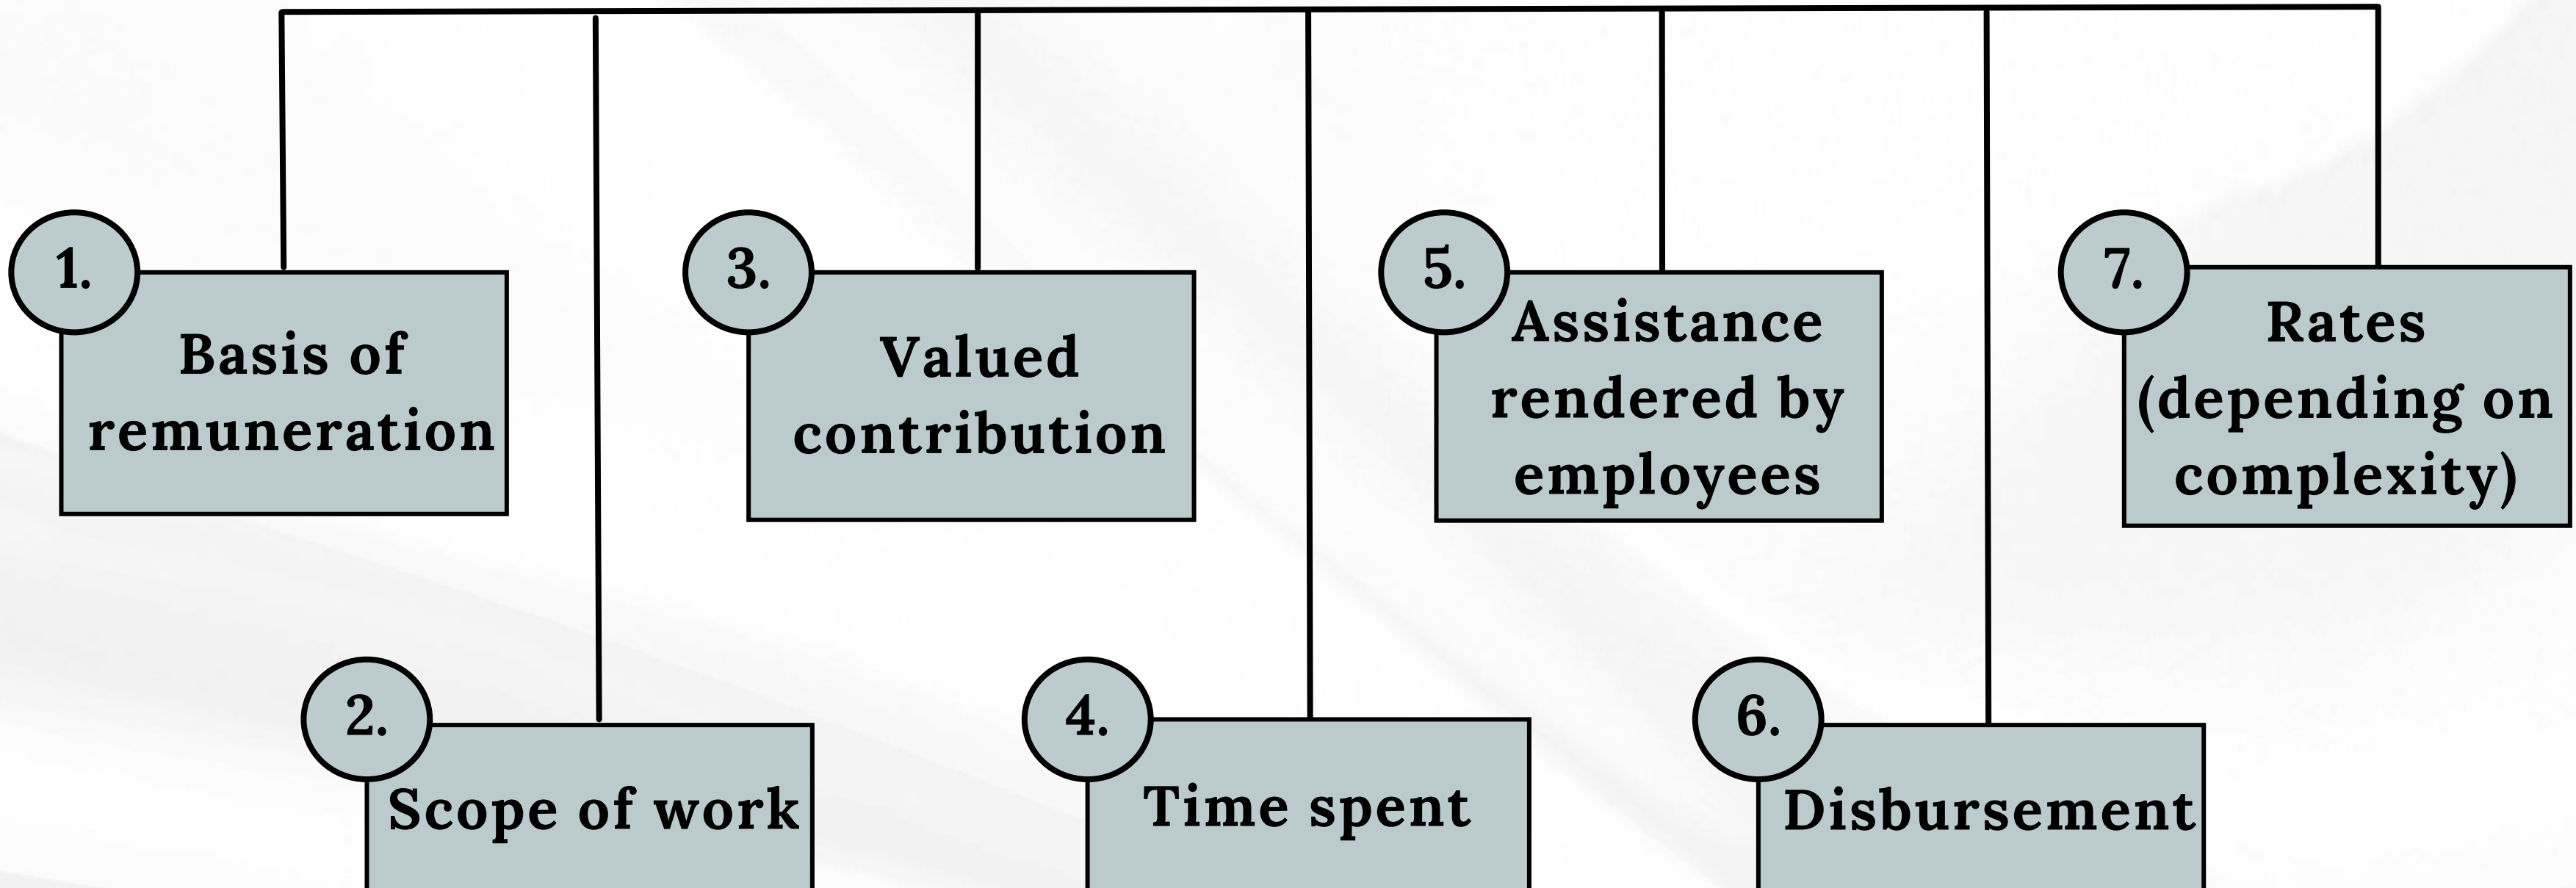 1.
Basis of
remuneration
2.
Scope of work
3.
Valued
contribution
4.
Time spent
5.
Assistance
rendered by
employees
6.
Disbursement
7.
Rates
(depending on
complexity)